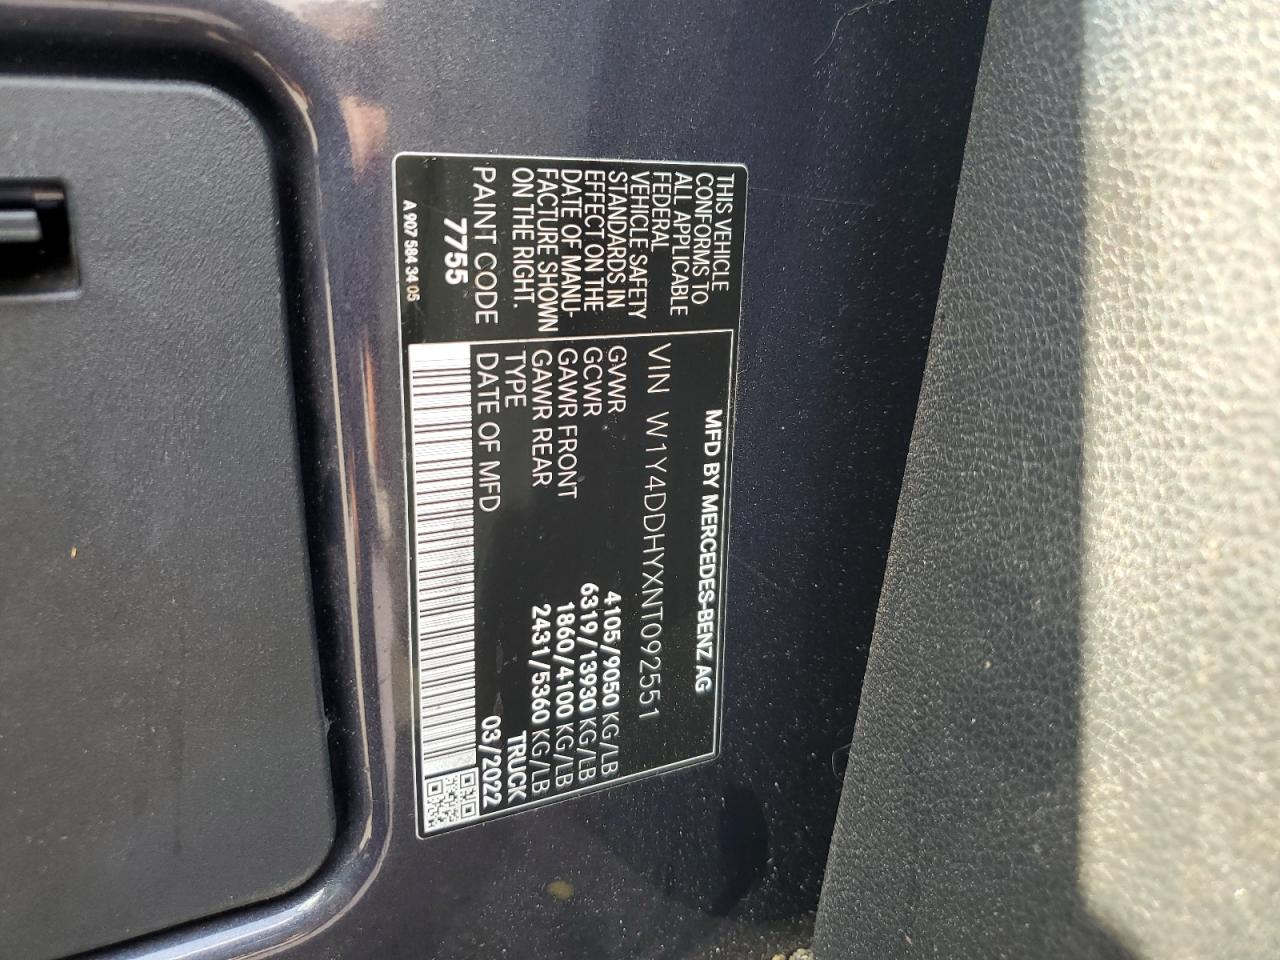 THIS VEHICLE
CONFORMS TO
ALL APPLICABLE
FEDERAL
VEHICLE SAFETY
STANDARDS IN
EFFECT ON THE
DATE OF MANU-
FACTURE SHOWN
ON THE RIGHT.
PAINT CODE
7755
A 907 584 34 05
MFD BY MERCEDES-BENZ AG
VIN W1Y4DDHYXNT092551
GVWR 4105/9050 KG/LB
GCWR 6319/13930 KG/LB
GAWR FRONT 1860/4100 KG/LB
GAWR REAR 2431/5360 KG/LB
TYPE TRUCK
DATE OF MFD 03/2022